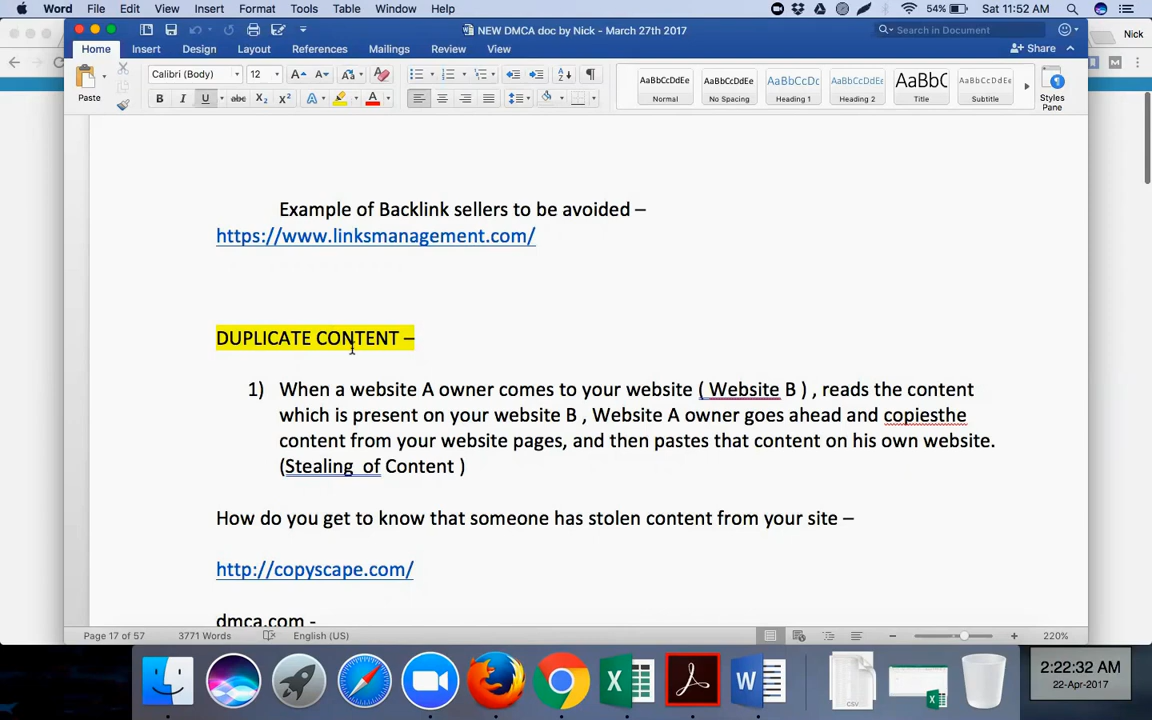 Word File Edit View Insert Format Tools Table Window Help 54% Sat 11:52 AM
NEW DMCA doc by Nick - March 27th 2017 Search in Document Nick
Home Insert Design Layout References Mailings Review View Share
Paste Calibri (Body) 12 AaBbCcDdEe AaBbCcDdEe AaBbCcDc AaBbCcDdEe AaBbC AaBbCcDdEe
B I U abc X2 X2 A A Normal No Spacing Heading 1 Heading 2 Title Subtitle Styles Pane
Example of Backlink sellers to be avoided –
https://www.linksmanagement.com/
DUPLICATE CONTENT –
1) When a website A owner comes to your website ( Website B ) , reads the content
which is present on your website B , Website A owner goes ahead and copiesthe
content from your website pages, and then pastes that content on his own website.
(Stealing of Content )
How do you get to know that someone has stolen content from your site –
http://copyscape.com/
dmca.com -
Page 17 of 57 3771 Words English (US) 220%
2:22:32 AM
22-Apr-2017